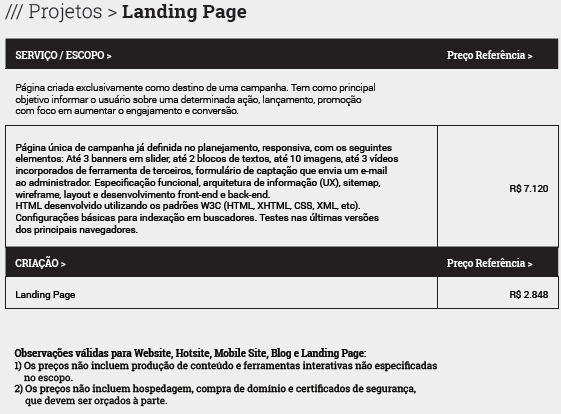 /// Projetos > Landing Page
SERVIÇO / ESCOPO > Preço Referência >
Página criada exclusivamente como destino de uma campanha. Tem como principal
objetivo informar o usuário sobre uma determinada ação, lançamento, promoção
com foco em aumentar o engajamento e conversão.
Página única de campanha já definida no planejamento, responsiva, com os seguintes
elementos: Até 3 banners em slider, até 2 blocos de textos, até 10 imagens, até 3 vídeos
incorporados de ferramenta de terceiros, formulário de captação que envia um e-mail
ao administrador. Especificação funcional, arquitetura de informação (UX), sitemap,
wireframe, layout e desenvolvimento front-end e back-end.
HTML desenvolvido utilizando os padrões W3C (HTML, XHTML, CSS, XML, etc).
Configurações básicas para indexação em buscadores. Testes nas últimas versões
dos principais navegadores.
R$ 7.120
CRIAÇÃO > Preço Referência >
Landing Page R$ 2.848
Observações válidas para Website, Hotsite, Mobile Site, Blog e Landing Page:
1) Os preços não incluem produção de conteúdo e ferramentas interativas não especificadas
no escopo.
2) Os preços não incluem hospedagem, compra de domínio e certificados de segurança,
que devem ser orçados à parte.